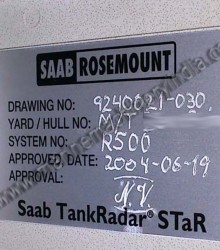 SAAB ROSEMOUNT
DRAWING NO: 9240021-030.
YARD / HULL NO: M/T
SYSTEM NO: R500
APPROVED, DATE: 2004-06-19
APPROVAL:
Saab TankRadar® STaR